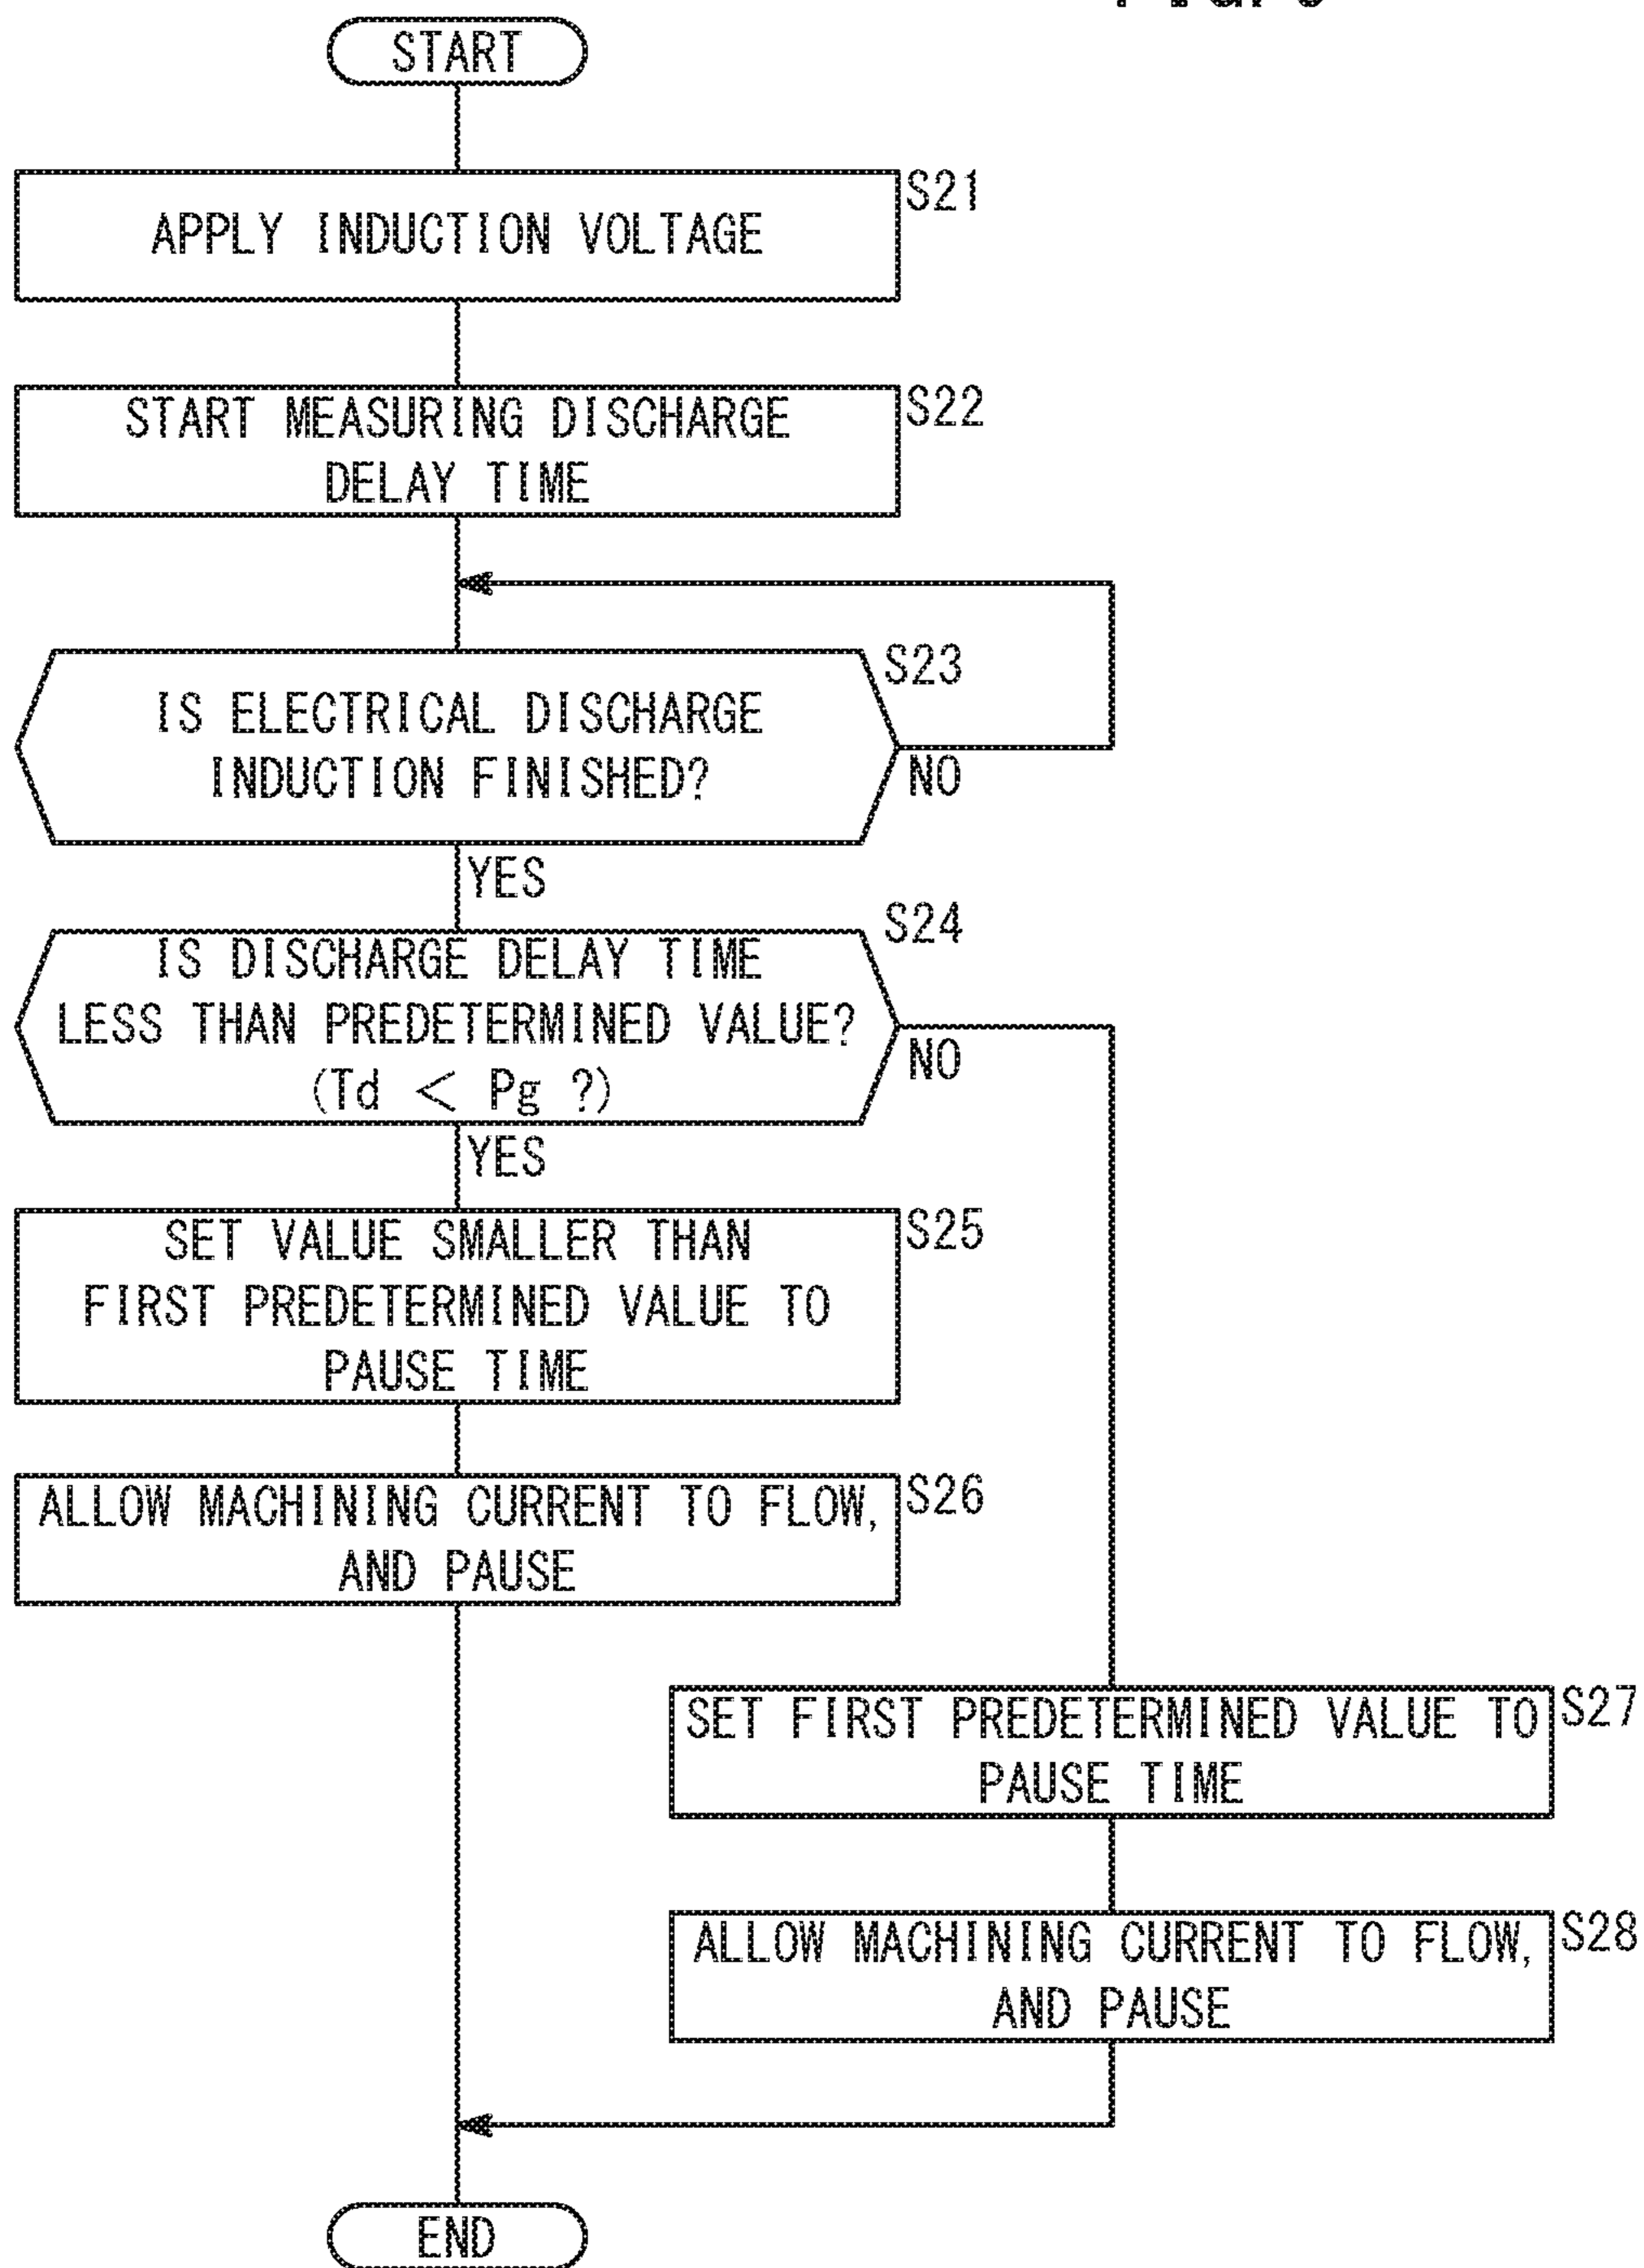 START
S21
APPLY INDUCTION VOLTAGE
S22
START MEASURING DISCHARGE
DELAY TIME
S23
IS ELECTRICAL DISCHARGE
INDUCTION FINISHED?
NO
YES
S24
IS DISCHARGE DELAY TIME
LESS THAN PREDETERMINED VALUE?
(Td < Pg ?)
NO
YES
S25
SET VALUE SMALLER THAN
FIRST PREDETERMINED VALUE TO
PAUSE TIME
S26
ALLOW MACHINING CURRENT TO FLOW,
AND PAUSE
S27
SET FIRST PREDETERMINED VALUE TO
PAUSE TIME
S28
ALLOW MACHINING CURRENT TO FLOW,
AND PAUSE
END